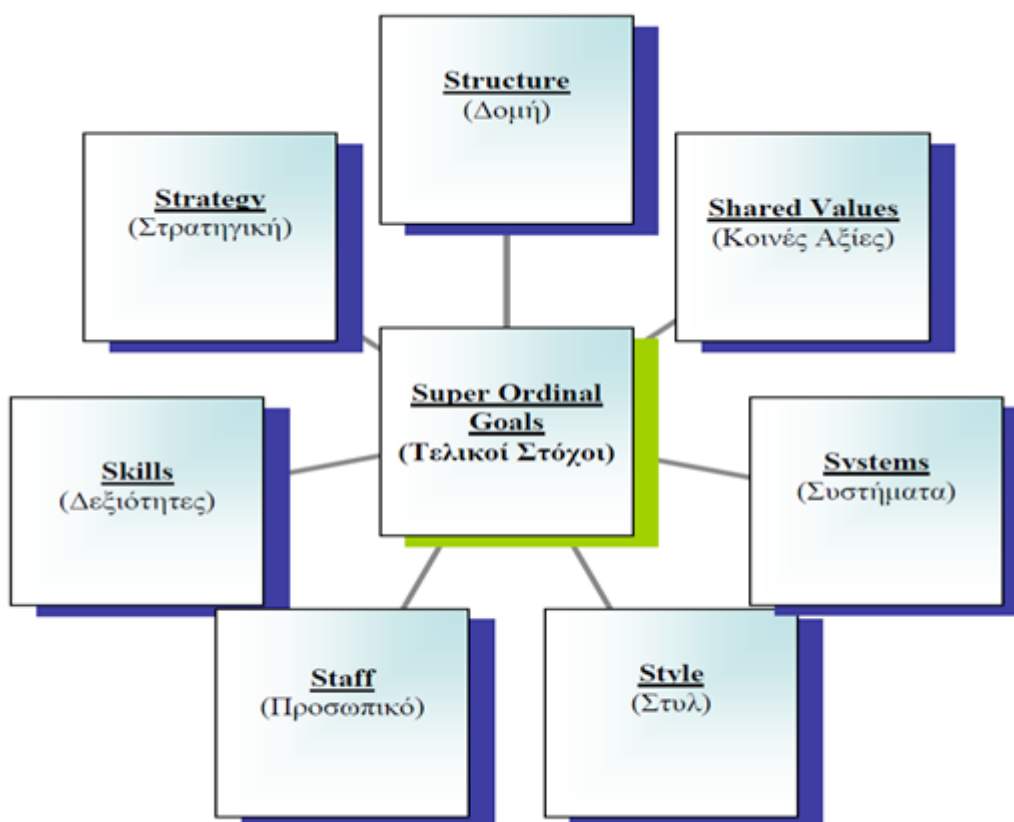 Structure
(Δομή)
Strategy
(Στρατηγική)
Shared Values
(Κοινές Αξίες)
Super Ordinal
Goals
(Τελικοί Στόχοι)
Skills
(Δεξιότητες)
Systems
(Συστήματα)
Staff
(Προσωπικό)
Style
(Στυλ)